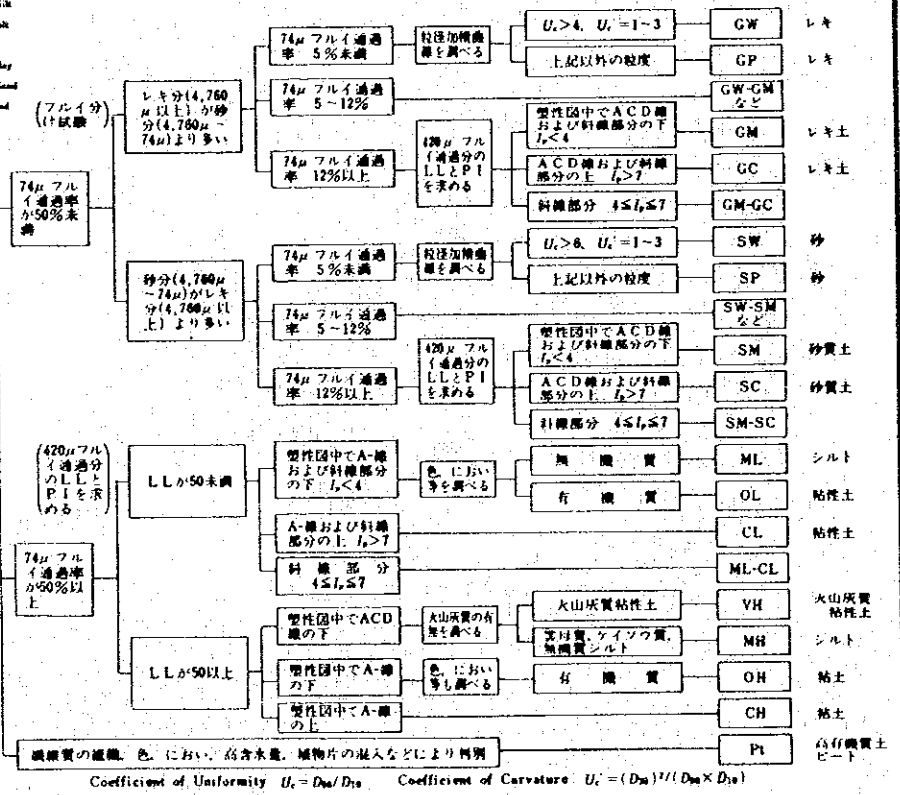 (フルイ分
け試験)
74μ フル
イ通過率
が50%未
満
レキ分(4,760
μ以上)が砂
分(4,760μ~
74μ)より多い
74μ フルイ通過
率 5%未満
粒径加積曲
線を調べる
Uc>4, Uc′=1~3
GW
レキ
上記以外の粒度
GP
レキ
74μ フルイ通過
率 5~12%
GW-GM
など
74μ フルイ通過
率 12%以上
420μ フル
イ通過分の
LLとPI
を求める
塑性図中でACD線
および斜線部分の下
Ip<4
GM
レキ土
ACD線および斜線
部分の上 Ip>7
GC
レキ土
斜線部分 4≦Ip≦7
GM-GC
砂分(4,760μ
~74μ)がレキ
分(4,760μ以
上)より多い
74μ フルイ通過
率 5%未満
粒径加積曲
線を調べる
Uc>6, Uc′=1~3
SW
砂
上記以外の粒度
SP
砂
74μ フルイ通過
率 5~12%
SW-SM
など
74μ フルイ通過
率 12%以上
420μ フル
イ通過分の
LLとPI
を求める
塑性図中でACD線
および斜線部分の下
Ip<4
SM
砂質土
ACD線および斜線
部分の上 Ip>7
SC
砂質土
斜線部分 4≦Ip≦7
SM-SC
(420μフル
イ通過分
のLLと
PIを求
める)
74μ フル
イ通過率
が50%以
上
LLが50未満
塑性図中でA-線
および斜線部分
の下 Ip<4
色, におい
等を調べる
無機質
ML
シルト
有機質
OL
粘性土
A-線および斜線
部分の上 Ip>7
CL
粘性土
斜線部分
4≦Ip≦7
ML-CL
LLが50以上
塑性図中でACD
線の下
火山灰質の有
無を調べる
火山灰質粘性土
VH
火山灰質
粘性土
雲母質, ケイソウ質,
無機質シルト
MH
シルト
塑性図中でA-線
の下
色, におい
等も調べる
有機質
OH
粘土
塑性図中でA-線
の上
CH
粘土
繊維質の組織, 色, におい, 高含水量, 植物片の混入などにより判別
Pt
高有機質土
ピート
Coefficient of Uniformity Uc=D60/D10 Coefficient of Curvature Uc′=(D30)²/(D60×D10)